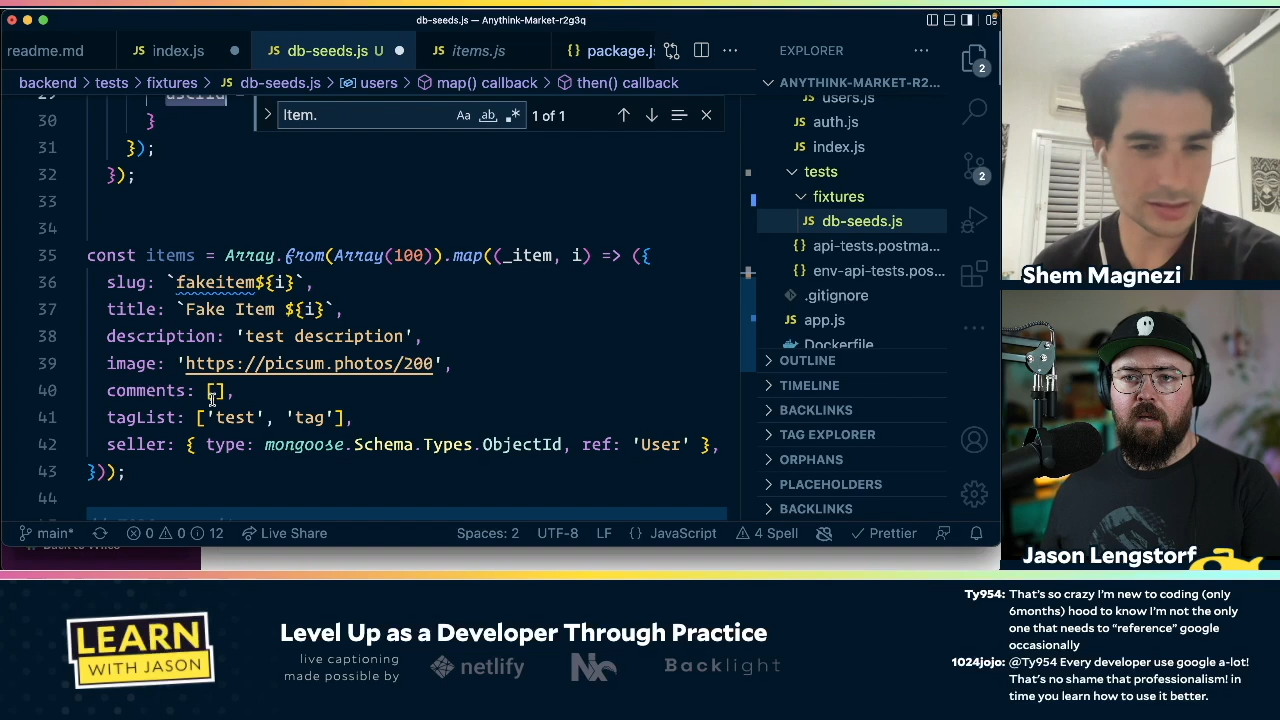 db-seeds.js — Anythink-Market-r2g3q
readme.md
JS index.js
JS db-seeds.js U
JS items.js
{} package.j
EXPLORER
backend > tests > fixtures > JS db-seeds.js > users > map() callback > then() callback
ANYTHINK-MARKET-R2...
2
Item.
Aa ab
1 of 1
JS users.js
JS auth.js
JS index.js
tests
fixtures
JS db-seeds.js
{} api-tests.postma...
{} env-api-tests.pos...
.gitignore
JS app.js
Dockerfile
OUTLINE
TIMELINE
BACKLINKS
TAG EXPLORER
ORPHANS
PLACEHOLDERS
BACKLINKS
2
30 }
31 });
32 });
33
34
35 const items = Array.from(Array(100)).map((_item, i) => ({
36 slug: `fakeitem${i}`,
37 title: `Fake Item ${i}`,
38 description: 'test description',
39 image: 'https://picsum.photos/200',
40 comments: [],
41 tagList: ['test', 'tag'],
42 seller: { type: mongoose.Schema.Types.ObjectId, ref: 'User' },
43 }));
44
main* 0 0 12 Live Share Spaces: 2 UTF-8 LF {} JavaScript 4 Spell Prettier
Shem Magnezi
Jason Lengstorf
LEARN
WITH JASON
Level Up as a Developer Through Practice
live captioning
made possible by
netlify
Backlight
Ty954: That's so crazy I'm new to coding (only
6months) hood to know I'm not the only
one that needs to “reference” google
occasionally
1024jojo: @Ty954 Every developer use google a-lot!
That's no shame that professionalism! in
time you learn how to use it better.